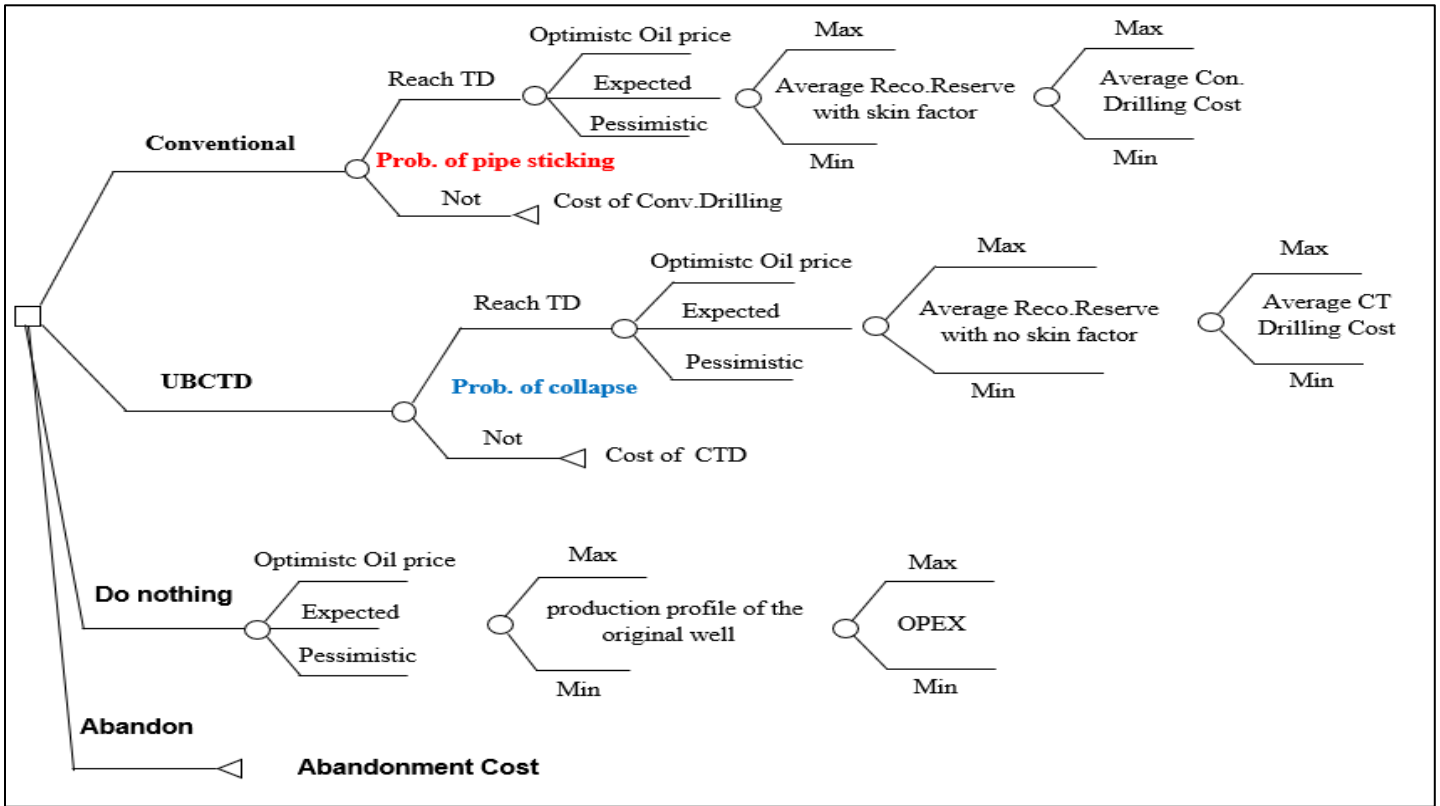 Optimistc Oil price
Max
Max
Reach TD
Expected
Average Reco.Reserve
with skin factor
Average Con.
Drilling Cost
Pessimistic
Conventional
Prob. of pipe sticking
Min
Min
Not
Cost of Conv.Drilling
Optimistc Oil price
Max
Max
Reach TD
Expected
Average Reco.Reserve
with no skin factor
Average CT
Drilling Cost
Pessimistic
UBCTD
Prob. of collapse
Min
Min
Not
Cost of CTD
Optimistc Oil price
Max
Max
Do nothing
Expected
production profile of the
original well
OPEX
Pessimistic
Min
Min
Abandon
Abandonment Cost